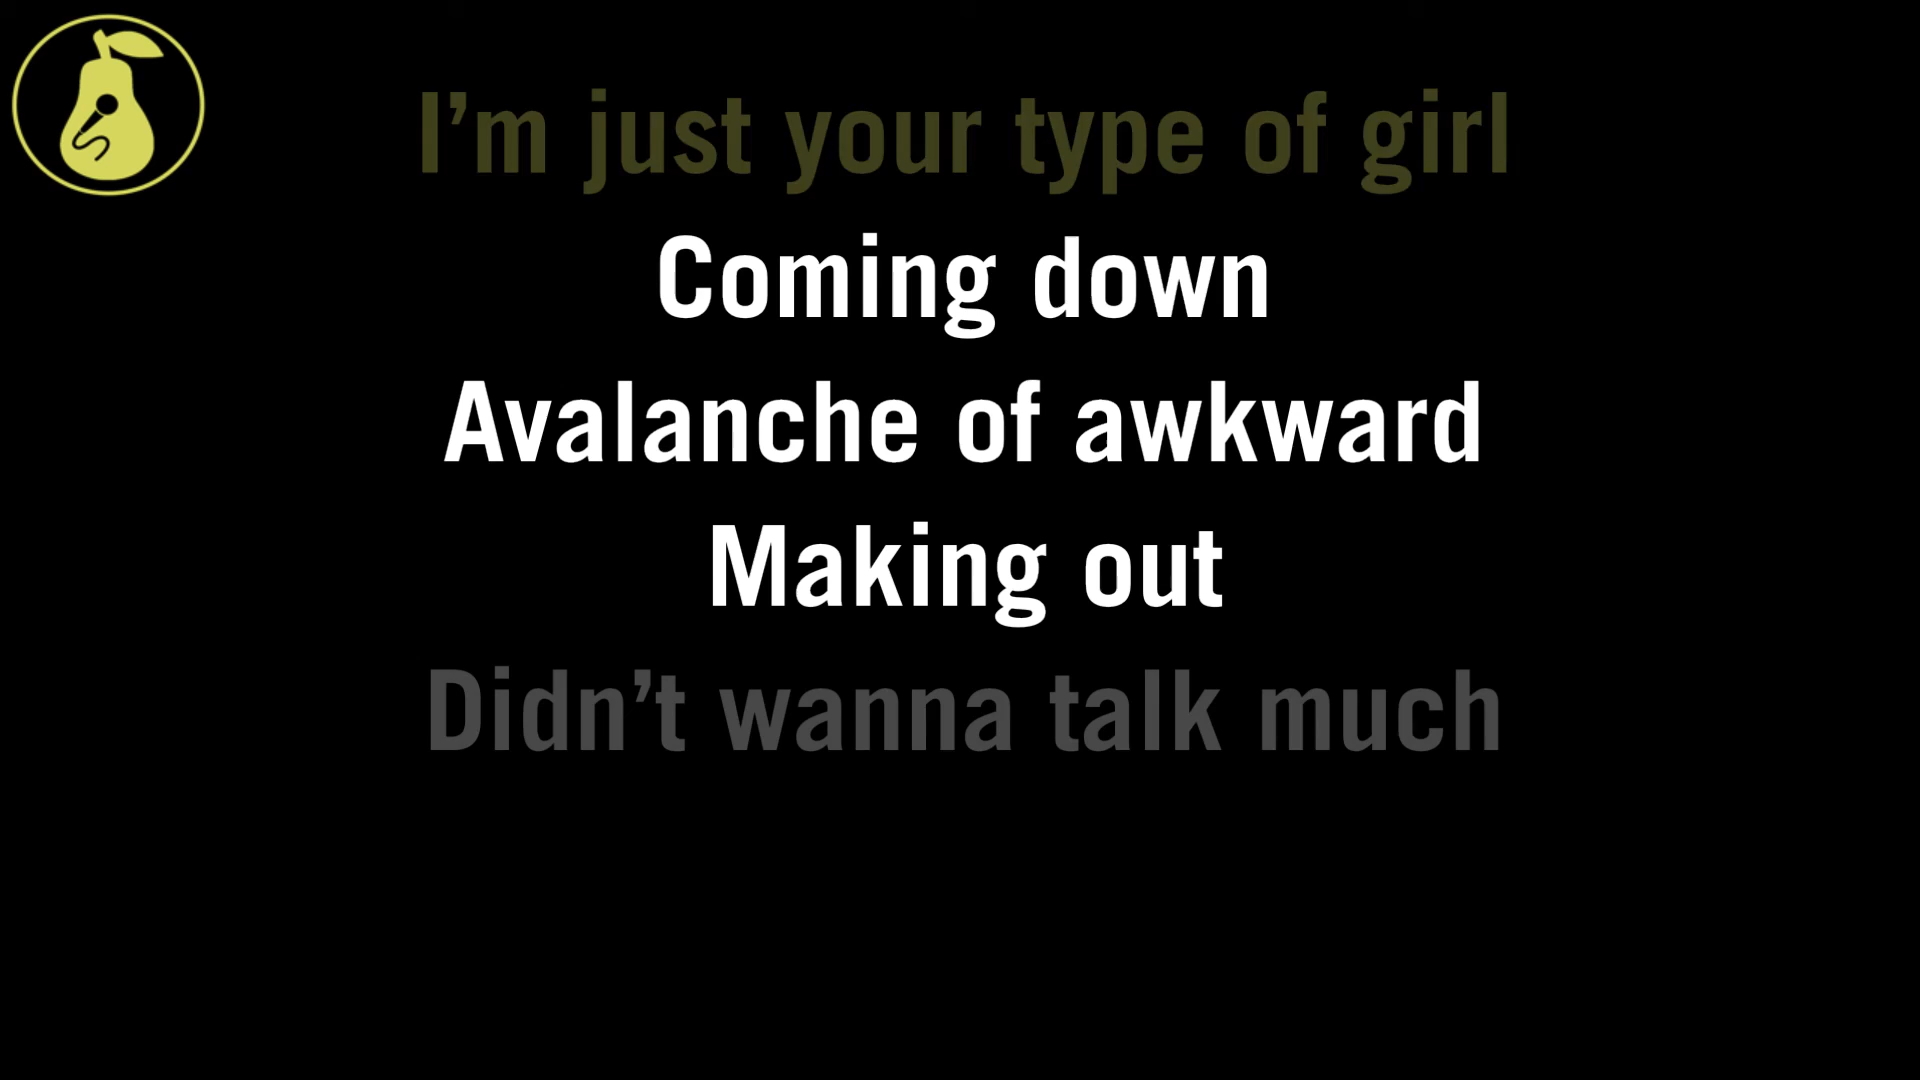 I’m just your type of girl
Coming down
Avalanche of awkward
Making out
Didn’t wanna talk much